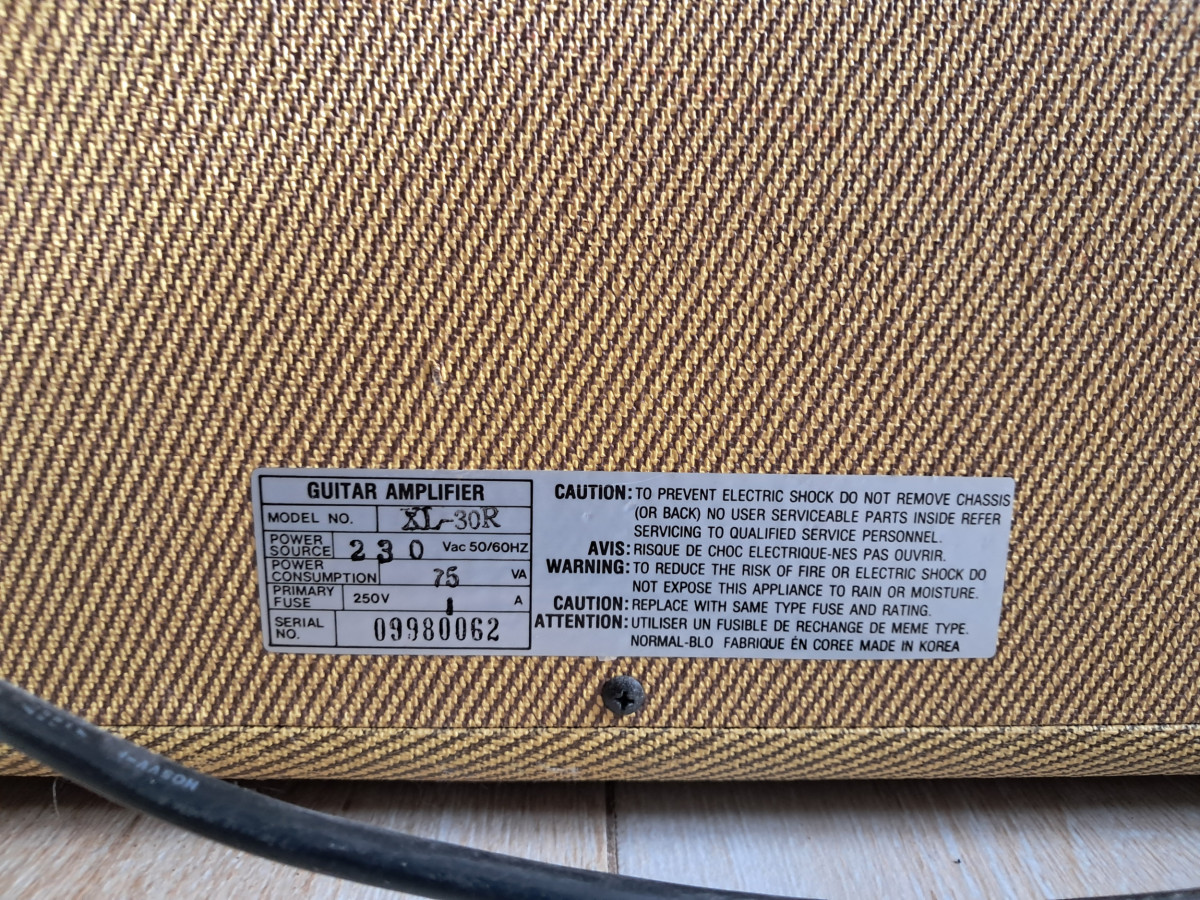 GUITAR AMPLIFIER
MODEL NO. XL-30R
POWER SOURCE 230 Vac 50/60HZ
POWER CONSUMPTION 75 VA
PRIMARY FUSE 250V 1 A
SERIAL NO. 09980062
CAUTION: TO PREVENT ELECTRIC SHOCK DO NOT REMOVE CHASSIS
(OR BACK) NO USER SERVICEABLE PARTS INSIDE REFER
SERVICING TO QUALIFIED SERVICE PERSONNEL.
AVIS: RISQUE DE CHOC ELECTRIQUE-NES PAS OUVRIR.
WARNING: TO REDUCE THE RISK OF FIRE OR ELECTRIC SHOCK DO
NOT EXPOSE THIS APPLIANCE TO RAIN OR MOISTURE.
CAUTION: REPLACE WITH SAME TYPE FUSE AND RATING.
ATTENTION: UTILISER UN FUSIBLE DE RECHANGE DE MEME TYPE.
NORMAL-BLO FABRIQUE ÉN COREE MADE IN KOREA